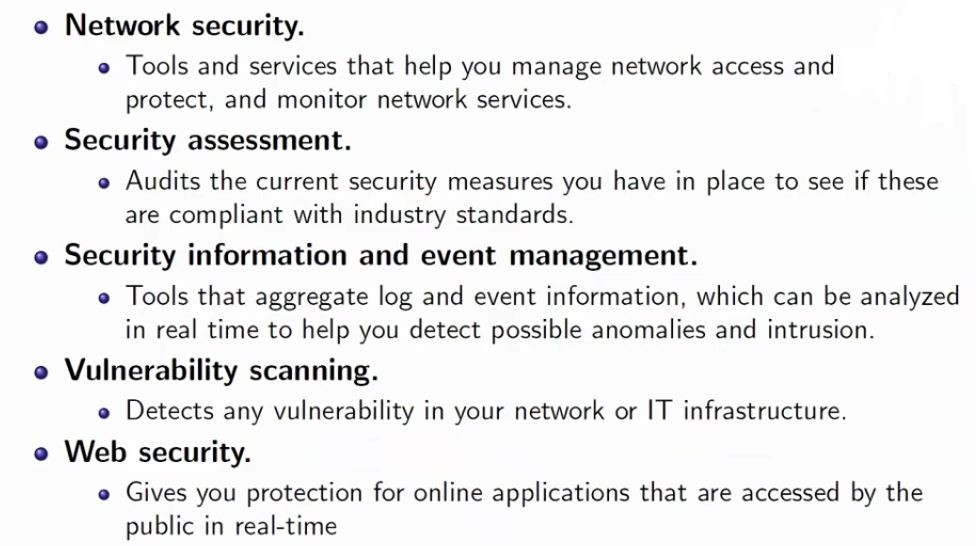 Network security.
Tools and services that help you manage network access and
protect, and monitor network services.
Security assessment.
Audits the current security measures you have in place to see if these
are compliant with industry standards.
Security information and event management.
Tools that aggregate log and event information, which can be analyzed
in real time to help you detect possible anomalies and intrusion.
Vulnerability scanning.
Detects any vulnerability in your network or IT infrastructure.
Web security.
Gives you protection for online applications that are accessed by the
public in real-time